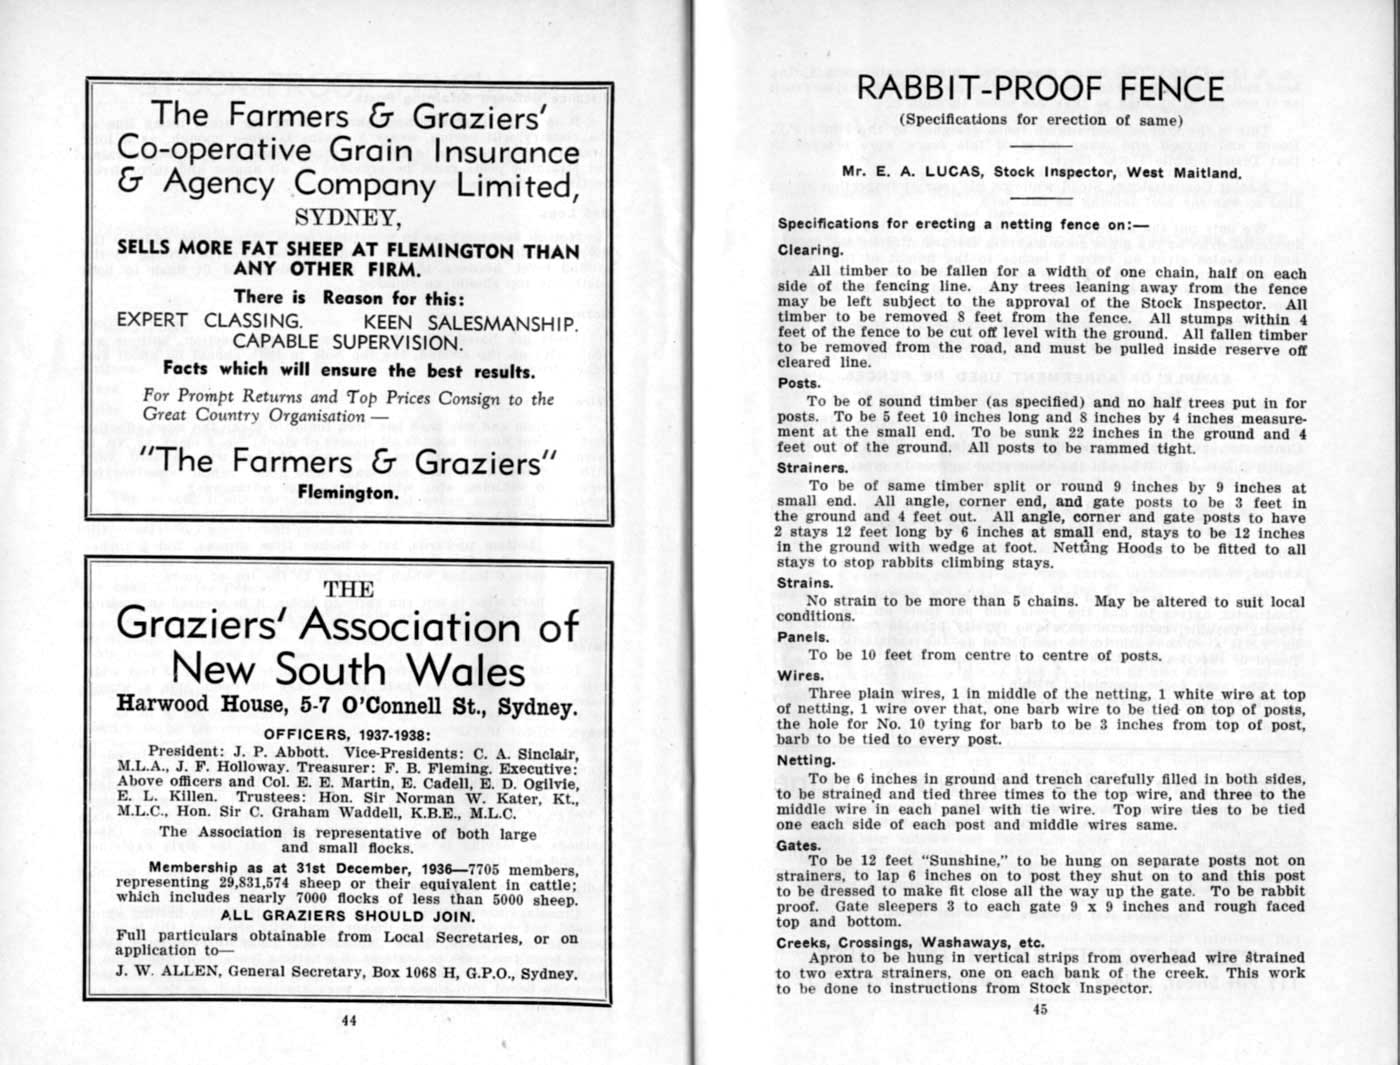 The Farmers & Graziers'
Co-operative Grain Insurance
& Agency Company Limited,
SYDNEY,
SELLS MORE FAT SHEEP AT FLEMINGTON THAN
ANY OTHER FIRM.
There is Reason for this:
EXPERT CLASSING. KEEN SALESMANSHIP.
CAPABLE SUPERVISION.
Facts which will ensure the best results.
For Prompt Returns and Top Prices Consign to the
Great Country Organisation —
"The Farmers & Graziers"
Flemington.
THE
Graziers' Association of
New South Wales
Harwood House, 5-7 O'Connell St., Sydney.
OFFICERS, 1937-1938:
President: J. P. Abbott. Vice-Presidents: C. A. Sinclair,
M.L.A., J. F. Holloway. Treasurer: F. B. Fleming. Executive:
Above officers and Col. E. E. Martin, E. Cadell, E. D. Ogilvie,
E. L. Killen. Trustees: Hon. Sir Norman W. Kater, Kt.,
M.L.C., Hon. Sir C. Graham Waddell, K.B.E., M.L.C.
The Association is representative of both large
and small flocks.
Membership as at 31st December, 1936—7705 members,
representing 29,831,574 sheep or their equivalent in cattle;
which includes nearly 7000 flocks of less than 5000 sheep.
ALL GRAZIERS SHOULD JOIN.
Full particulars obtainable from Local Secretaries, or on
application to—
J. W. ALLEN, General Secretary, Box 1068 H, G.P.O., Sydney.
44
RABBIT-PROOF FENCE
(Specifications for erection of same)
Mr. E. A. LUCAS, Stock Inspector, West Maitland.
Specifications for erecting a netting fence on:—
Clearing.
All timber to be fallen for a width of one chain, half on each
side of the fencing line. Any trees leaning away from the fence
may be left subject to the approval of the Stock Inspector. All
timber to be removed 8 feet from the fence. All stumps within 4
feet of the fence to be cut off level with the ground. All fallen timber
to be removed from the road, and must be pulled inside reserve off
cleared line.
Posts.
To be of sound timber (as specified) and no half trees put in for
posts. To be 5 feet 10 inches long and 8 inches by 4 inches measure-
ment at the small end. To be sunk 22 inches in the ground and 4
feet out of the ground. All posts to be rammed tight.
Strainers.
To be of same timber split or round 9 inches by 9 inches at
small end. All angle, corner end, and gate posts to be 3 feet in
the ground and 4 feet out. All angle, corner and gate posts to have
2 stays 12 feet long by 6 inches at small end, stays to be 12 inches
in the ground with wedge at foot. Netting Hoods to be fitted to all
stays to stop rabbits climbing stays.
Strains.
No strain to be more than 5 chains. May be altered to suit local
conditions.
Panels.
To be 10 feet from centre to centre of posts.
Wires.
Three plain wires, 1 in middle of the netting, 1 white wire at top
of netting, 1 wire over that, one barb wire to be tied on top of posts,
the hole for No. 10 tying for barb to be 3 inches from top of post,
barb to be tied to every post.
Netting.
To be 6 inches in ground and trench carefully filled in both sides,
to be strained and tied three times to the top wire, and three to the
middle wire in each panel with tie wire. Top wire ties to be tied
one each side of each post and middle wires same.
Gates.
To be 12 feet "Sunshine," to be hung on separate posts not on
strainers, to lap 6 inches on to post they shut on to and this post
to be dressed to make fit close all the way up the gate. To be rabbit
proof. Gate sleepers 3 to each gate 9 x 9 inches and rough faced
top and bottom.
Creeks, Crossings, Washaways, etc.
Apron to be hung in vertical strips from overhead wire strained
to two extra strainers, one on each bank of the creek. This work
to be done to instructions from Stock Inspector.
45